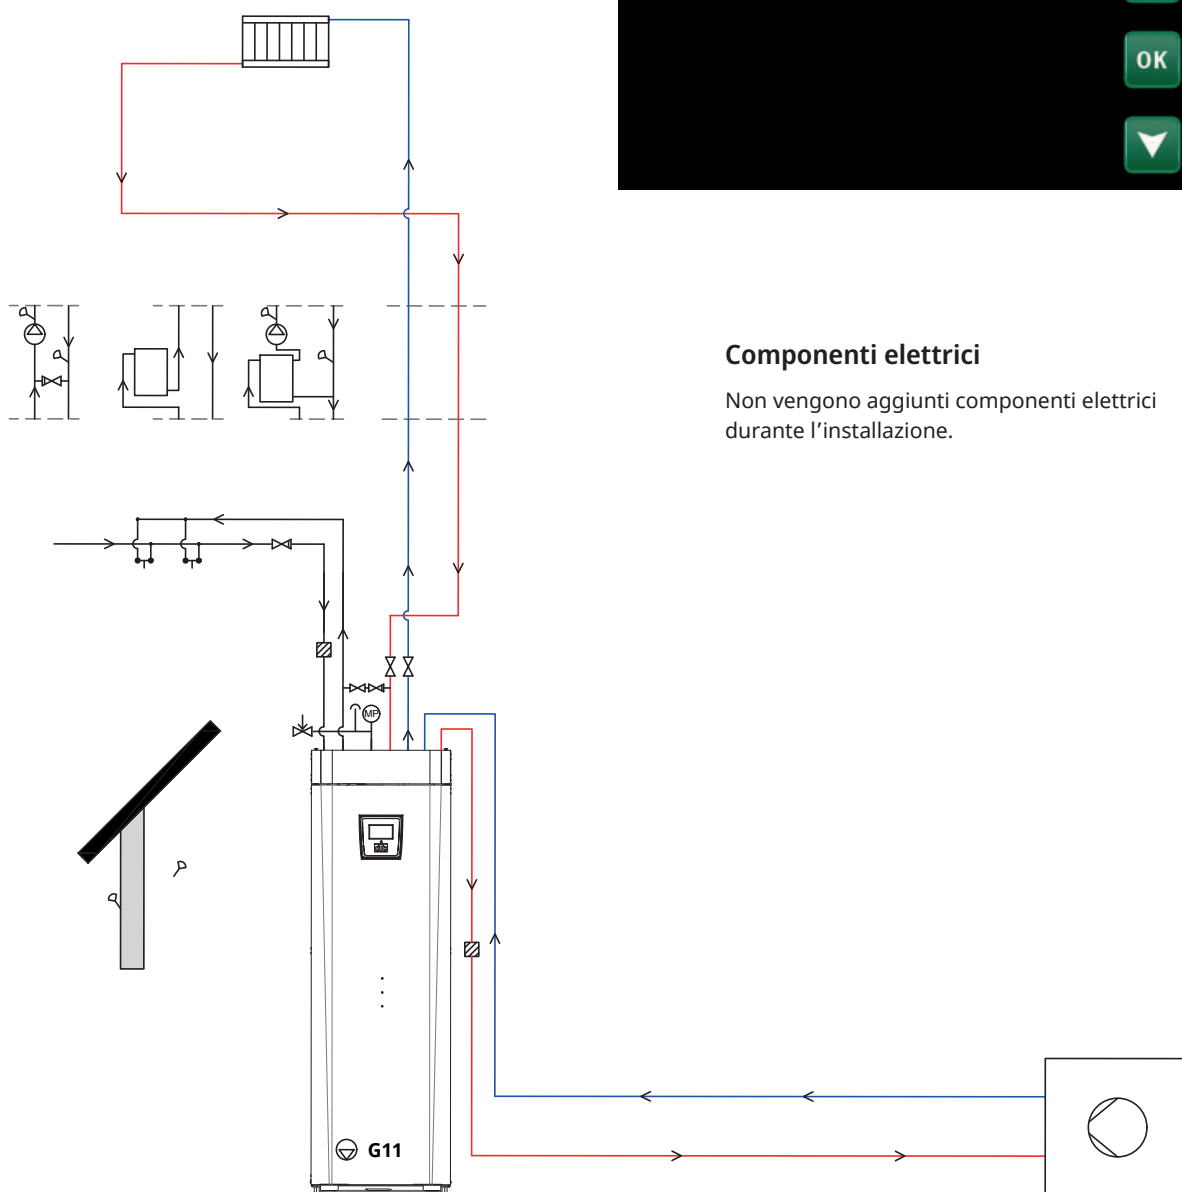 OK
Componenti elettrici
Non vengono aggiunti componenti elettrici
durante l’installazione.
MP
G11